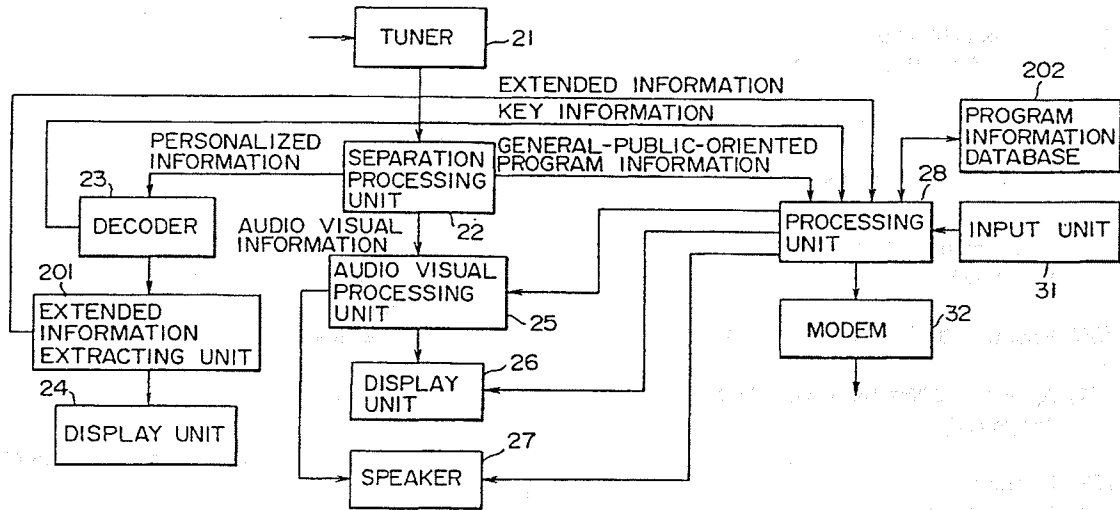 TUNER
21
EXTENDED INFORMATION
KEY INFORMATION
202
PROGRAM
INFORMATION
DATABASE
PERSONALIZED
INFORMATION
GENERAL-PUBLIC-ORIENTED
PROGRAM INFORMATION
SEPARATION
PROCESSING
UNIT
22
23
DECODER
28
PROCESSING
UNIT
INPUT UNIT
31
AUDIO VISUAL
INFORMATION
AUDIO VISUAL
PROCESSING
UNIT
25
201
EXTENDED
INFORMATION
EXTRACTING UNIT
MODEM
32
26
DISPLAY
UNIT
24
DISPLAY UNIT
27
SPEAKER